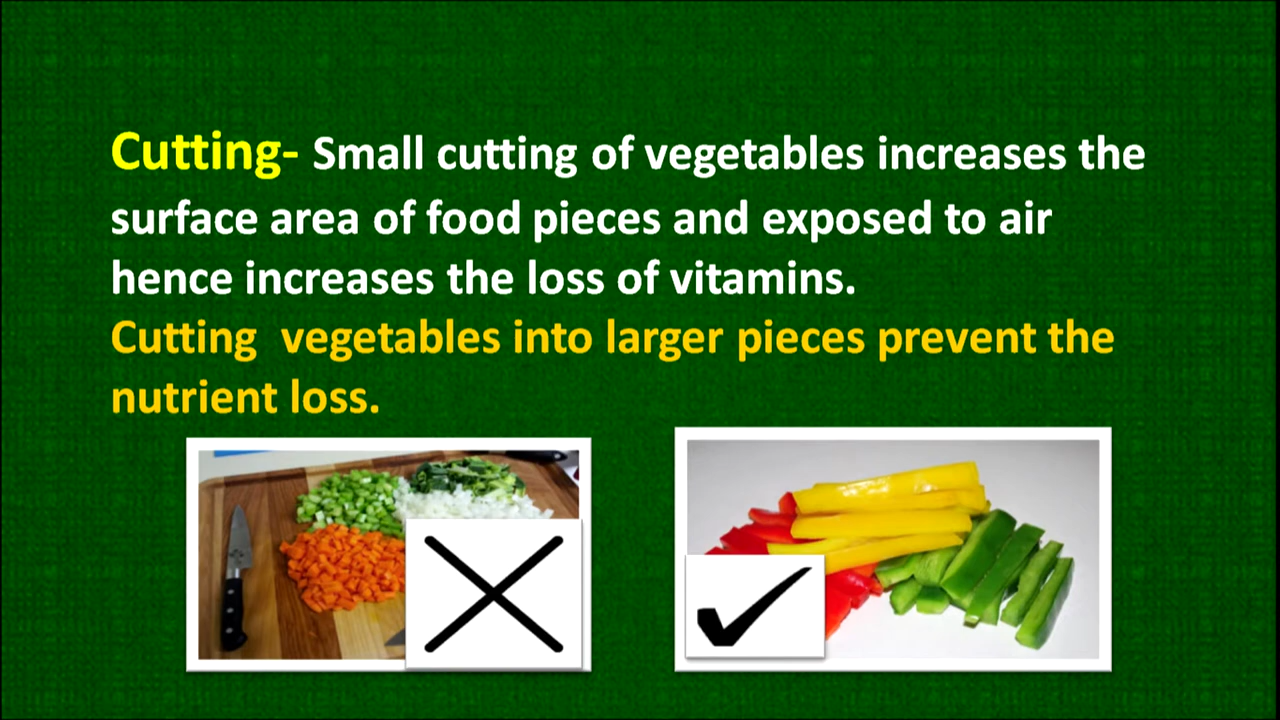 Cutting- Small cutting of vegetables increases the
surface area of food pieces and exposed to air
hence increases the loss of vitamins.
Cutting vegetables into larger pieces prevent the
nutrient loss.